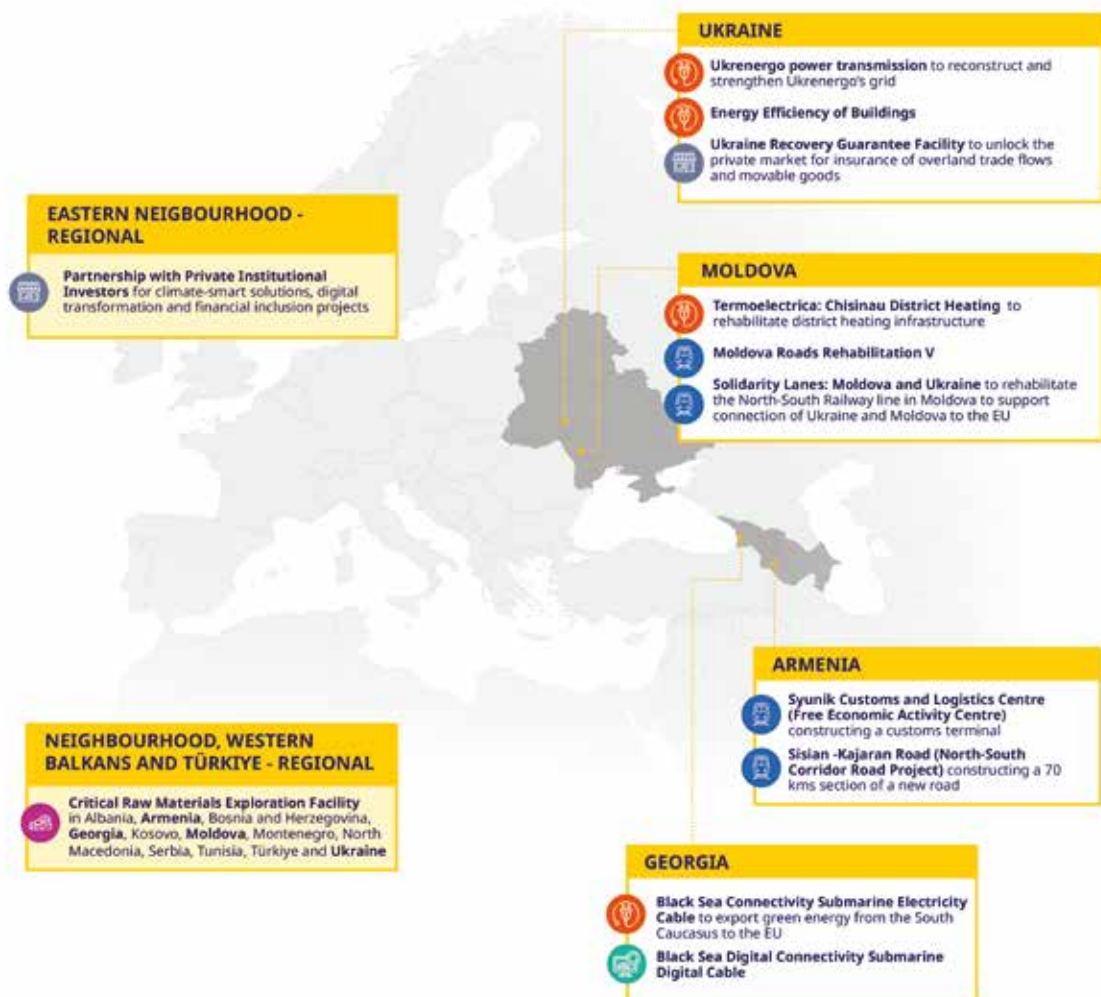 UKRAINE
Ukrenergo power transmission to reconstruct and
strengthen Ukrenergo's grid
Energy Efficiency of Buildings
Ukraine Recovery Guarantee Facility to unlock the
private market for insurance of overland trade flows
and movable goods
EASTERN NEIGBOURHOOD -
REGIONAL
Partnership with Private Institutional
Investors for climate-smart solutions, digital
transformation and financial inclusion projects
MOLDOVA
Termoelectrica: Chisinau District Heating to
rehabilitate district heating infrastructure
Moldova Roads Rehabilitation V
Solidarity Lanes: Moldova and Ukraine to rehabilitate
the North-South Railway line in Moldova to support
connection of Ukraine and Moldova to the EU
ARMENIA
Syunik Customs and Logistics Centre
(Free Economic Activity Centre)
constructing a customs terminal
Sisian -Kajaran Road (North-South
Corridor Road Project) constructing a 70
kms section of a new road
NEIGHBOURHOOD, WESTERN
BALKANS AND TÜRKIYE - REGIONAL
Critical Raw Materials Exploration Facility
in Albania, Armenia, Bosnia and Herzegovina,
Georgia, Kosovo, Moldova, Montenegro, North
Macedonia, Serbia, Tunisia, Türkiye and Ukraine
GEORGIA
Black Sea Connectivity Submarine Electricity
Cable to export green energy from the South
Caucasus to the EU
Black Sea Digital Connectivity Submarine
Digital Cable